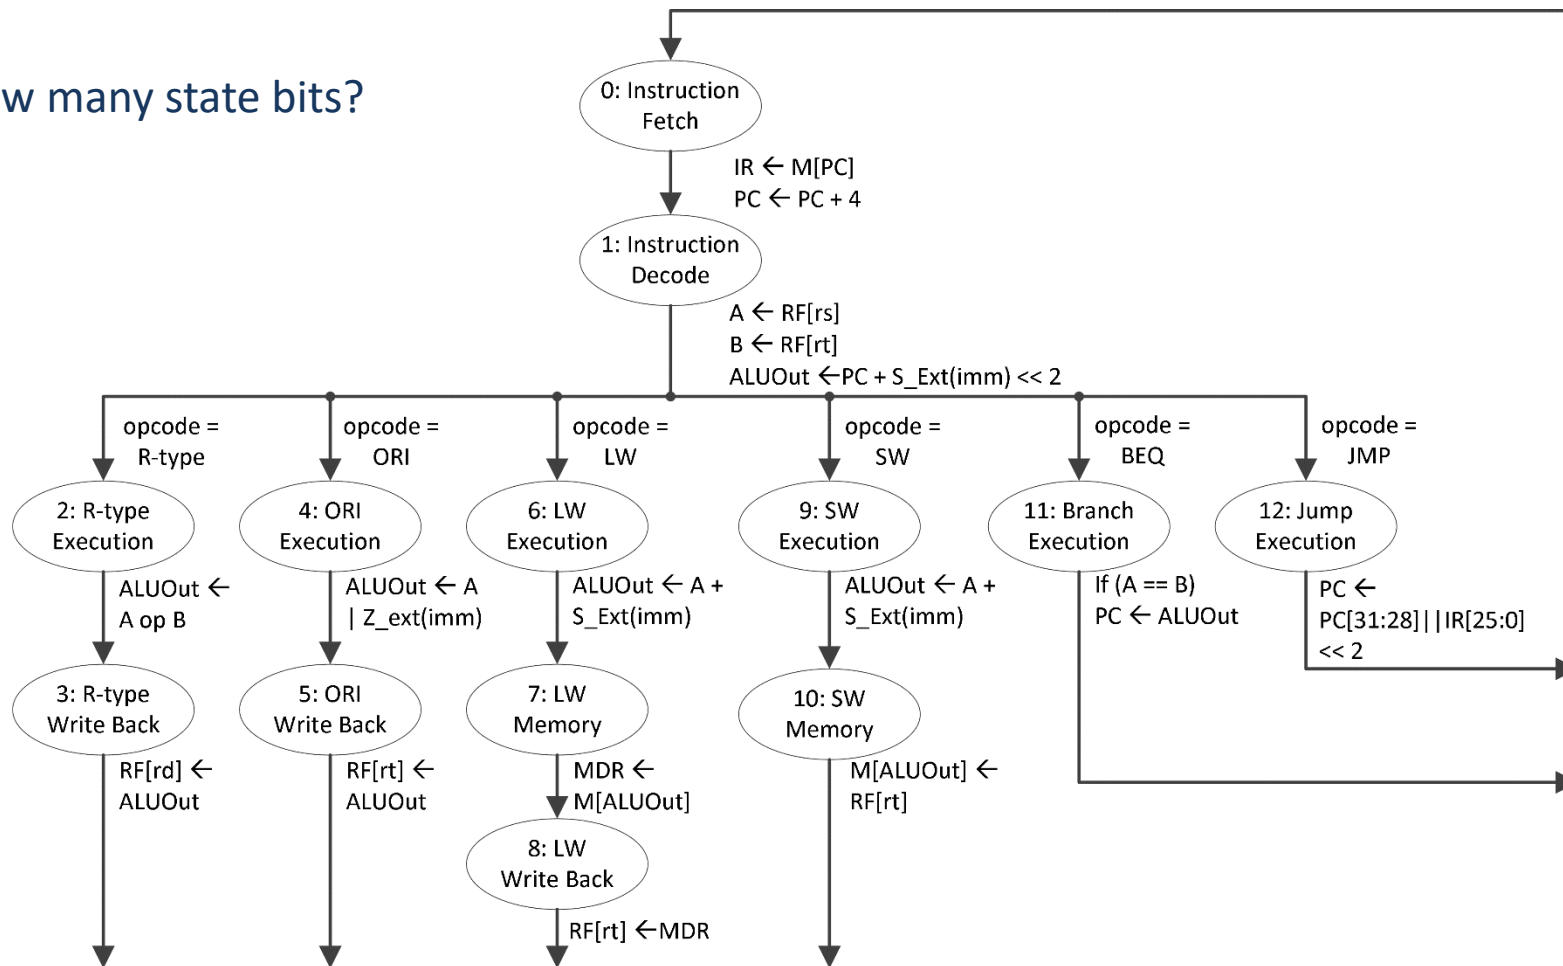 w many state bits?
0: Instruction
Fetch
IR ← M[PC]
PC ← PC + 4
1: Instruction
Decode
A ← RF[rs]
B ← RF[rt]
ALUOut ←PC + S_Ext(imm) << 2
opcode =
R-type
opcode =
ORI
opcode =
LW
opcode =
SW
opcode =
BEQ
opcode =
JMP
2: R-type
Execution
4: ORI
Execution
6: LW
Execution
9: SW
Execution
11: Branch
Execution
12: Jump
Execution
ALUOut ←
A op B
ALUOut ← A
| Z_ext(imm)
ALUOut ← A +
S_Ext(imm)
ALUOut ← A +
S_Ext(imm)
If (A == B)
PC ← ALUOut
PC ←
PC[31:28]||IR[25:0]
<< 2
3: R-type
Write Back
5: ORI
Write Back
7: LW
Memory
10: SW
Memory
RF[rd] ←
ALUOut
RF[rt] ←
ALUOut
MDR ←
M[ALUOut]
M[ALUOut] ←
RF[rt]
8: LW
Write Back
RF[rt] ←MDR